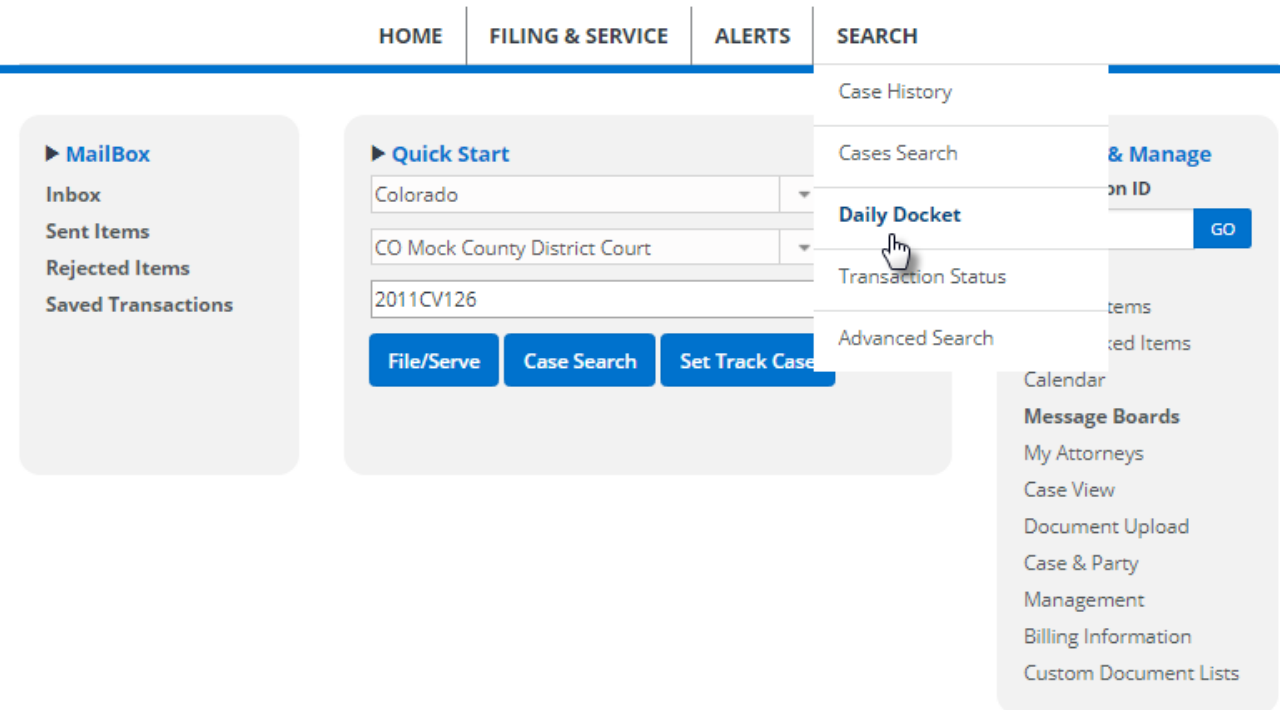 HOME
FILING & SERVICE
ALERTS
SEARCH
Case History
Cases Search
Daily Docket
Transaction Status
Advanced Search
MailBox
Inbox
Sent Items
Rejected Items
Saved Transactions
Quick Start
Colorado
CO Mock County District Court
2011CV126
File/Serve
Case Search
Set Track Case
& Manage
ID
GO
Items
Calendar
Message Boards
My Attorneys
Case View
Document Upload
Case & Party
Management
Billing Information
Custom Document Lists